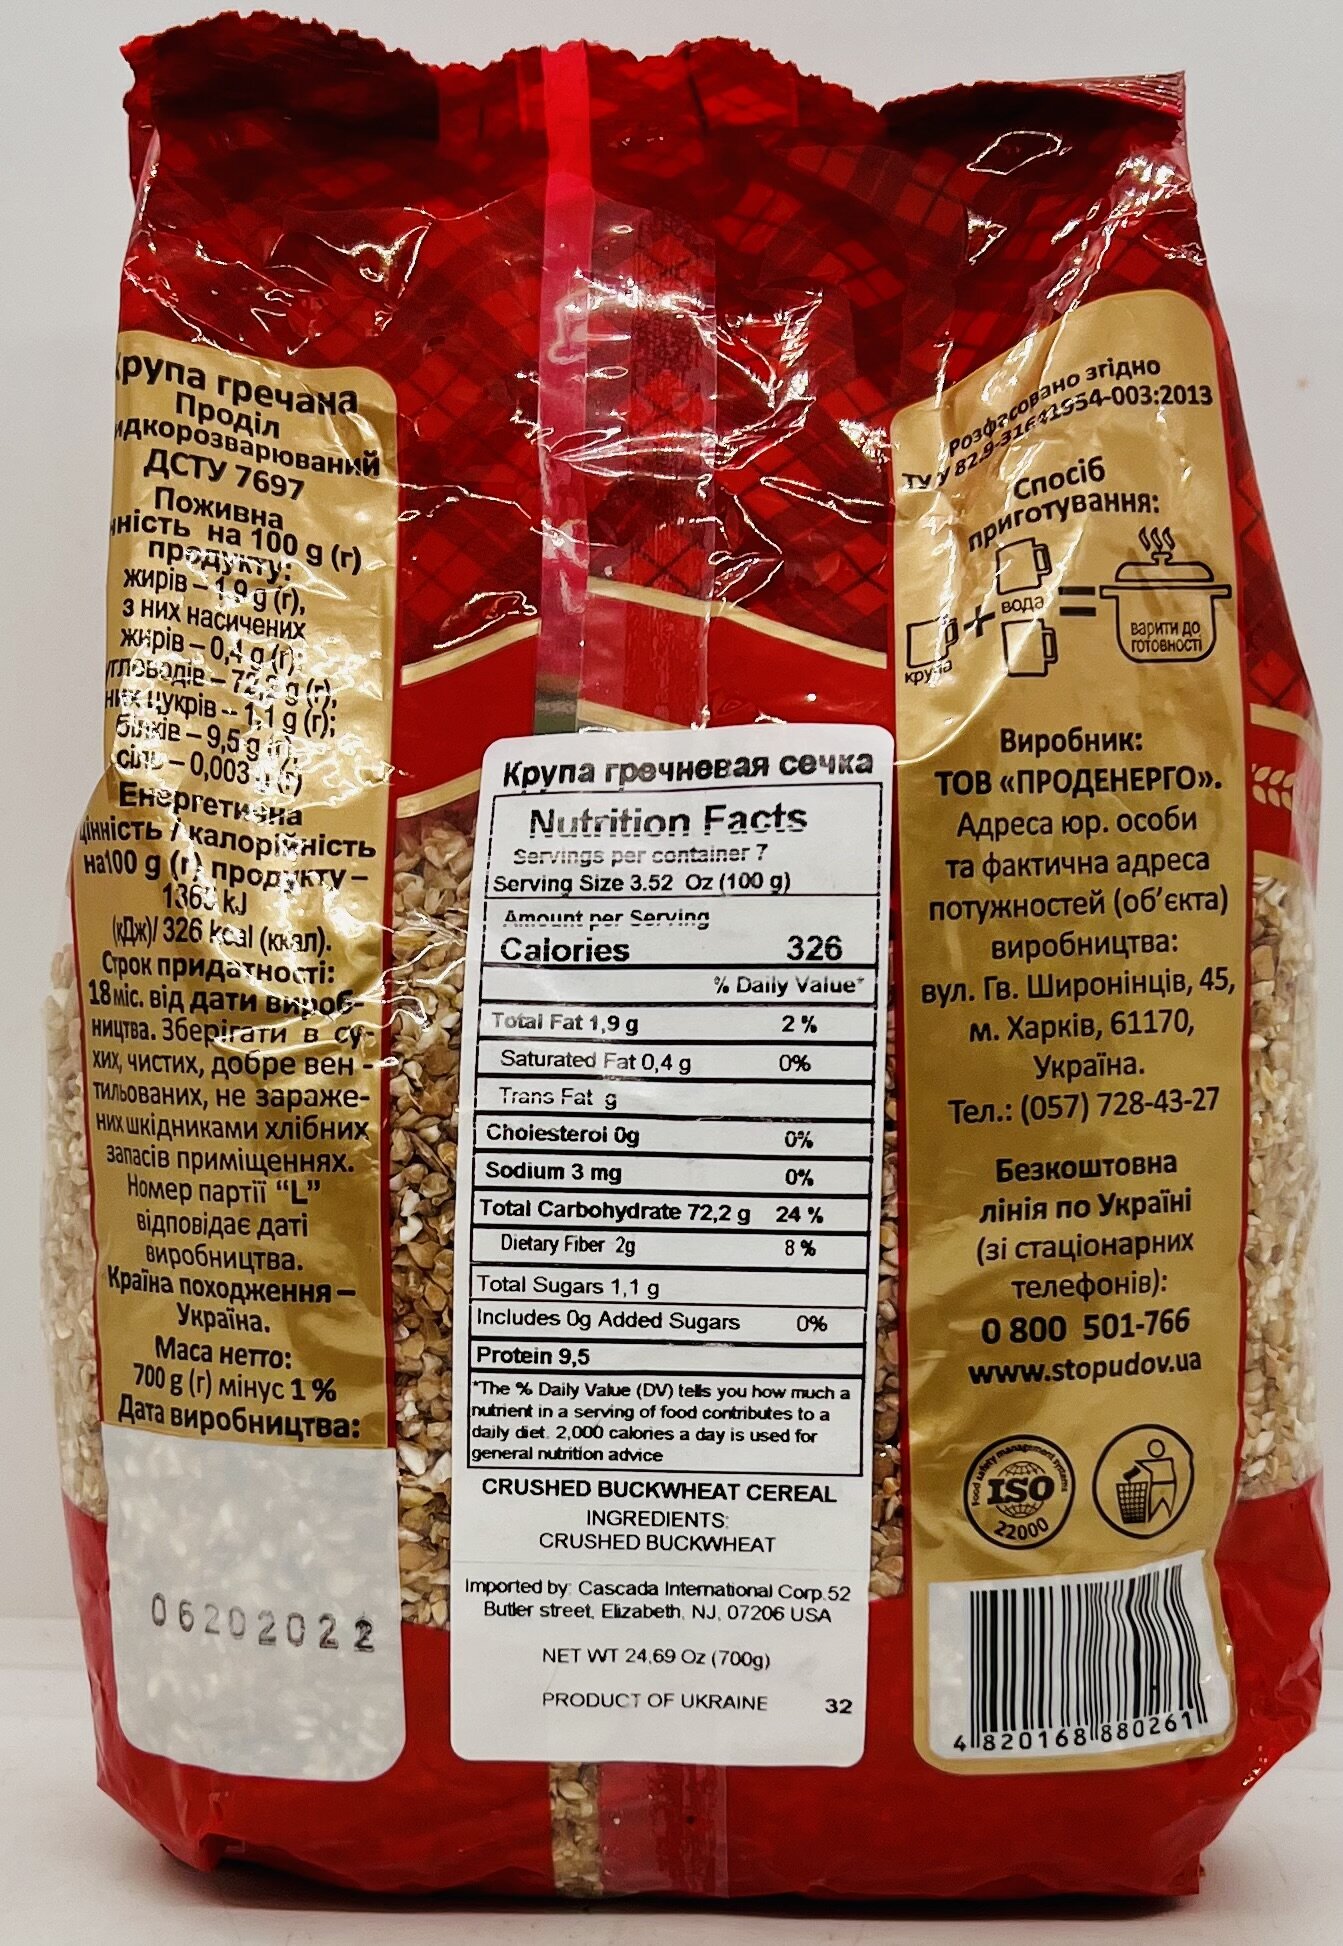 рупа гречана
Проділ
идкорозварюваний
ДСТУ 7697
Поживна
нність на 100 g (г)
продукту:
жирів – 1,9 g (г),
з них насичених
жирів – 0,4 g (г);
углеводів – 72,2 g (г),
них цукрів – 1,1 g (г);
білків – 9,5 g (г);
сіль – 0,003 g (г)
Енергетична
цінність / калорійність
на100 g (г) продукту –
kJ
(кДж)/ 326 kcal (ккал).
Строк придатності:
18 міс. від дати вироб-
ництва. Зберігати в су-
хих, чистих, добре вен -
тильованих, не зараже-
них шкідниками хлібних
запасів приміщеннях.
Номер партії “L”
відповідає даті
виробництва.
Країна походження –
Україна.
Маса нетто:
700 g (г) мінус 1 %
Дата виробництва:
06202022
Крупа гречневая сечка
Nutrition Facts
Servings per container 7
Serving Size 3.52 Oz (100 g)
Amount per Serving
Calories 326
% Daily Value*
Total Fat 1,9 g 2 %
Saturated Fat 0,4 g 0%
Trans Fat g
Cholesterol 0g 0%
Sodium 3 mg 0%
Total Carbohydrate 72,2 g 24 %
Dietary Fiber 2g 8 %
Total Sugars 1,1 g
Includes 0g Added Sugars 0%
Protein 9,5
*The % Daily Value (DV) tells you how much a
nutrient in a serving of food contributes to a
daily diet. 2,000 calories a day is used for
general nutrition advice
CRUSHED BUCKWHEAT CEREAL
INGREDIENTS:
CRUSHED BUCKWHEAT
Imported by: Cascada International Corp.52
Butler street, Elizabeth, NJ, 07206 USA
NET WT 24,69 Oz (700g)
PRODUCT OF UKRAINE 32
Розфасовано згідно
ТУ У 82.9-31641954-003:2013
Спосіб
приготування:
крупа
+
вода
=
варити до
готовності
Виробник:
ТОВ «ПРОДЕНЕРГО».
Адреса юр. особи
та фактична адреса
потужностей (об’єкта)
виробництва:
вул. Гв. Широнінців, 45,
м. Харків, 61170,
Україна.
Тел.: (057) 728-43-27
Безкоштовна
лінія по Україні
(зі стаціонарних
телефонів):
0 800 501-766
www.stopudov.ua
Food safety management systems
ISO
22000
4 820168 880261